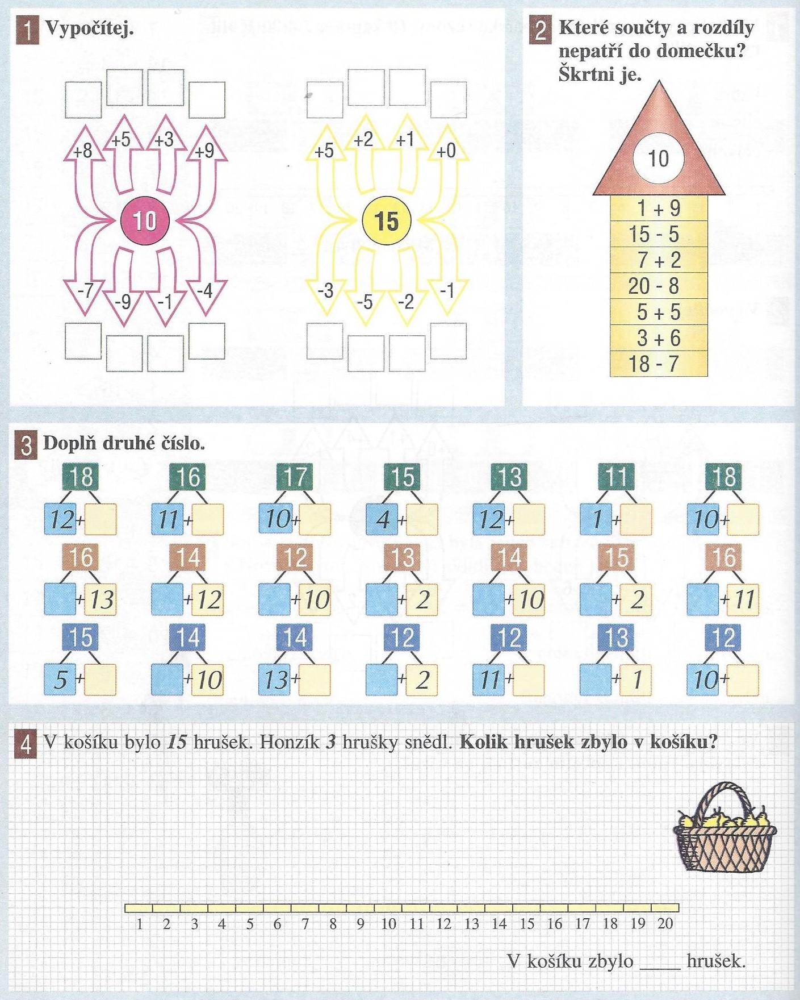 1 Vypočítej.
+8 +5 +3 +9
10
-7 -9 -1 -4
+5 +2 +1 +0
15
-3 -5 -2 -1
2 Které součty a rozdíly
nepatří do domečku?
Škrtni je.
10
1 + 9
15 - 5
7 + 2
20 - 8
5 + 5
3 + 6
18 - 7
3 Doplň druhé číslo.
18 16 17 15 13 11 18
12+ 11+ 10+ 4+ 12+ 1+ 10+
16 14 12 13 14 15 16
+13 +12 +10 +2 +10 +2 +11
15 14 14 12 12 13 12
5+ +10 13+ +2 11+ +1 10+
4 V košíku bylo 15 hrušek. Honzík 3 hrušky snědl. Kolik hrušek zbylo v košíku?
1 2 3 4 5 6 7 8 9 10 11 12 13 14 15 16 17 18 19 20
V košíku zbylo ____ hrušek.